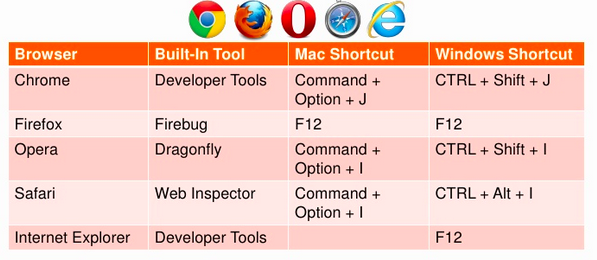 Browser Built-In Tool Mac Shortcut Windows Shortcut
Chrome Developer Tools Command + Option + J CTRL + Shift + J
Firefox Firebug F12 F12
Opera Dragonfly Command + Option + I CTRL + Shift + I
Safari Web Inspector Command + Option + I CTRL + Alt + I
Internet Explorer Developer Tools F12